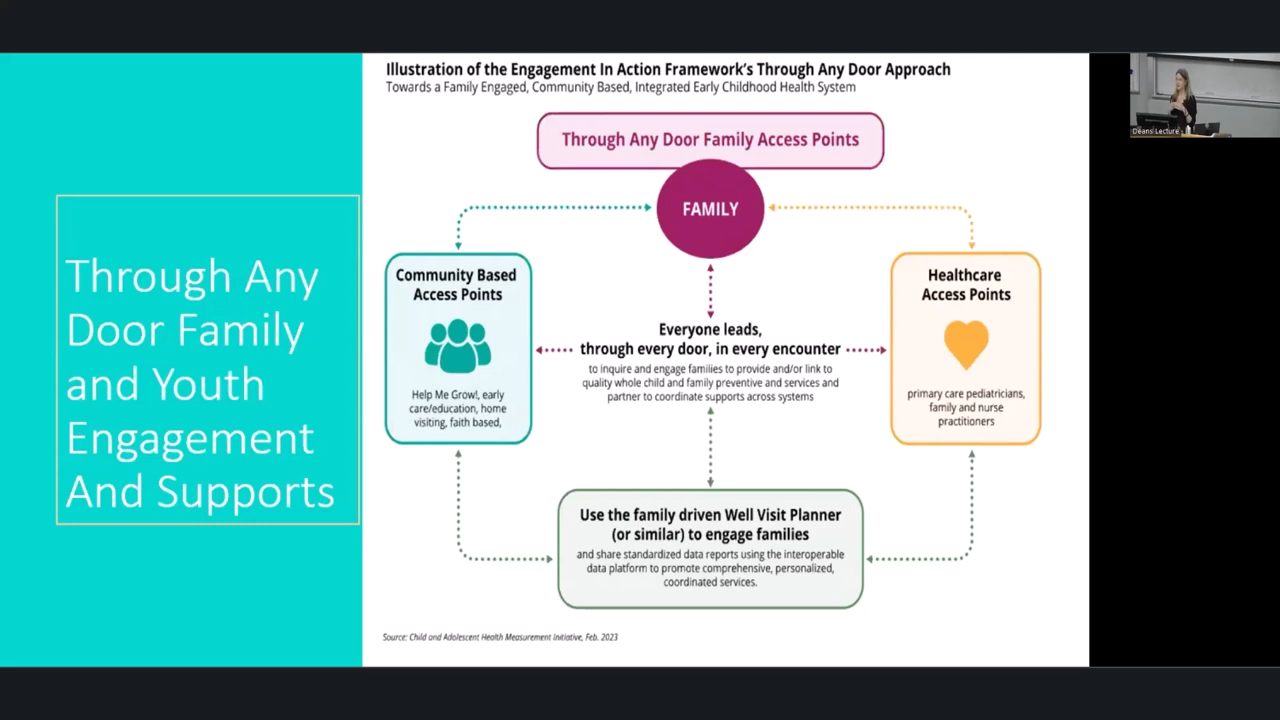 Through Any
Door Family
and Youth
Engagement
And Supports
Illustration of the Engagement In Action Framework's Through Any Door Approach
Towards a Family Engaged, Community Based, Integrated Early Childhood Health System
Through Any Door Family Access Points
FAMILY
Community Based
Access Points
Help Me Grow!, early
care/education, home
visiting, faith based,
Everyone leads,
through every door, in every encounter
to inquire and engage families to provide and/or link to
quality whole child and family preventive and services and
partner to coordinate supports across systems
Healthcare
Access Points
primary care pediatricians,
family and nurse
practitioners
Use the family driven Well Visit Planner
(or similar) to engage families
and share standardized data reports using the interoperable
data platform to promote comprehensive, personalized,
coordinated services.
Source: Child and Adolescent Health Measurement Initiative, Feb. 2023
Deans Lecture